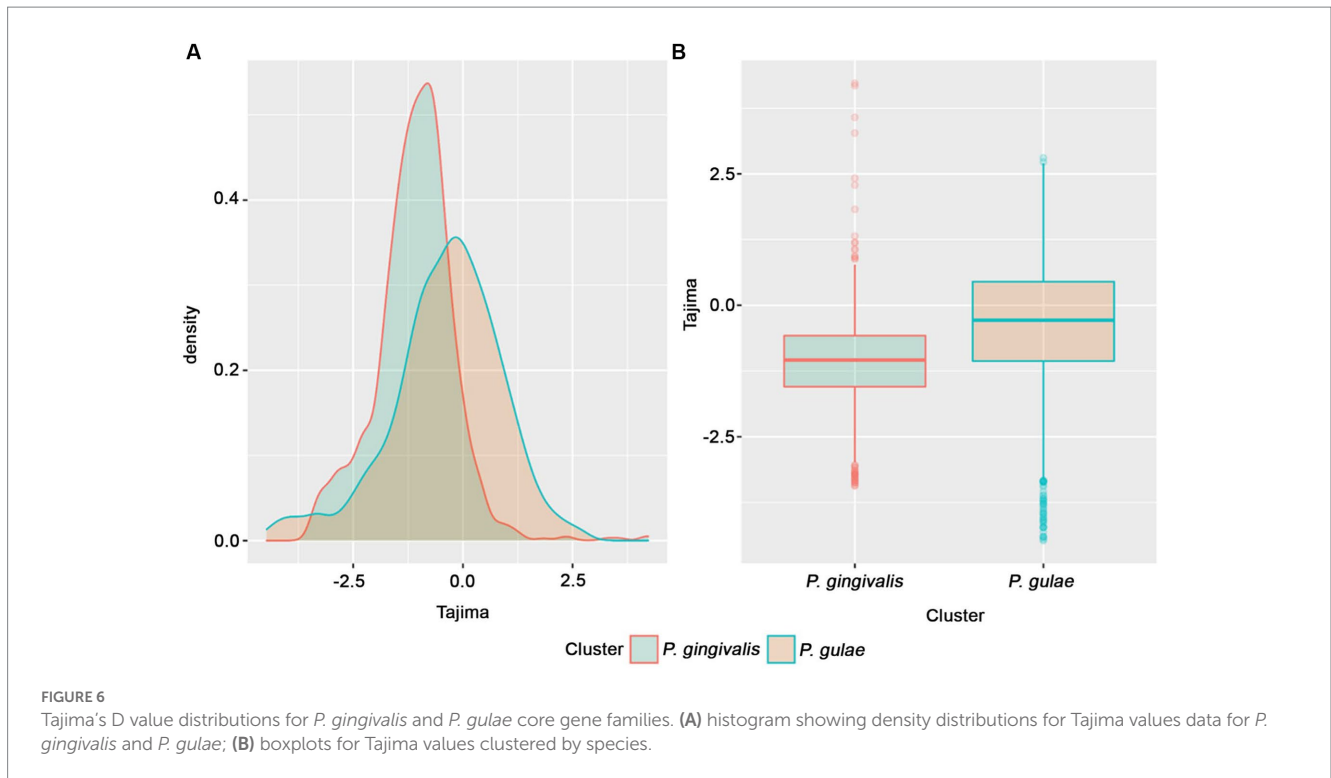 A
B
density
0.4
0.2
0.0
-2.5
0.0
2.5
Tajima
Tajima
2.5
0.0
-2.5
P. gingivalis
P. gulae
Cluster
Cluster P. gingivalis P. gulae
FIGURE 6
Tajima's D value distributions for P. gingivalis and P. gulae core gene families. (A) histogram showing density distributions for Tajima values data for P.
gingivalis and P. gulae; (B) boxplots for Tajima values clustered by species.